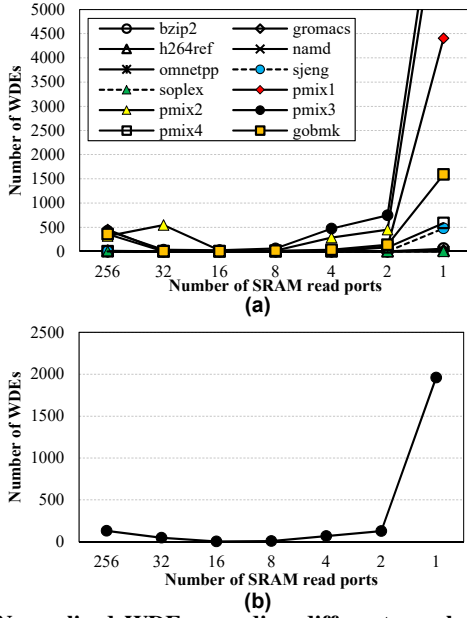 (a)
5000
4500
4000
3500
3000
2500
2000
1500
1000
500
0
Number of WDEs
bzip2 gromacs
h264ref namd
omnetpp sjeng
soplex pmix1
pmix2 pmix3
pmix4 gobmk
256 32 16 8 4 2 1
Number of SRAM read ports
(a)
2500
2000
1500
1000
500
0
Number of WDEs
256 32 16 8 4 2 1
Number of SRAM read ports
(b)